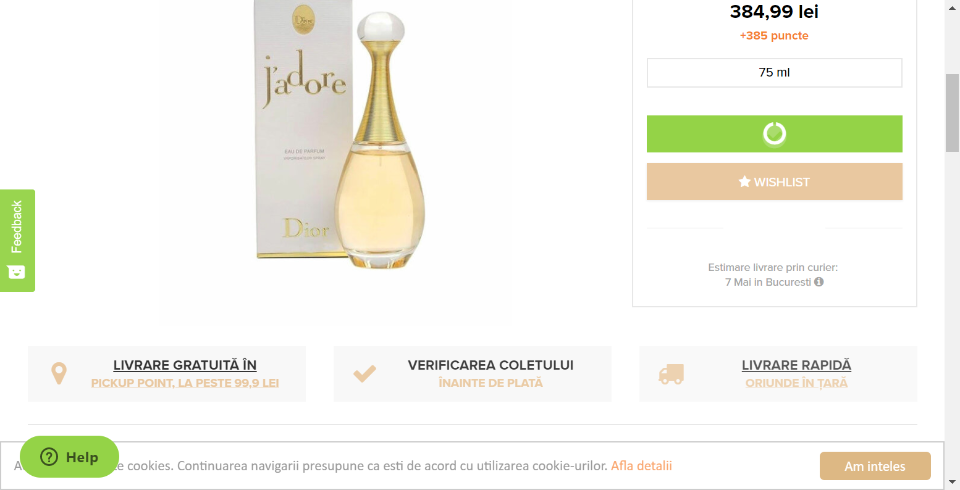 384,99 lei
+385 puncte
75 ml
WISHLIST
Estimare livrare prin curier:
7 Mai in Bucuresti
Dior
j'adore
EAU DE PARFUM
Dior
Feedback
LIVRARE GRATUITĂ ÎN
PICKUP POINT, LA PESTE 99,9 LEI
VERIFICAREA COLETULUI
ÎNAINTE DE PLATĂ
LIVRARE RAPIDĂ
ORIUNDE ÎN ȚARĂ
Help
cookies. Continuarea navigarii presupune ca esti de acord cu utilizarea cookie-urilor. Afla detalii
Am inteles